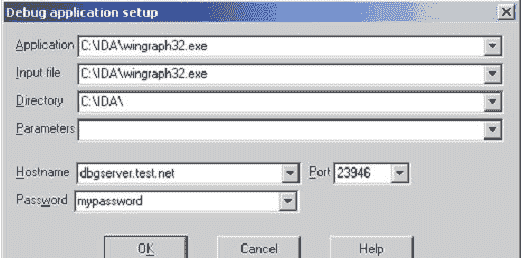 Debug application setup
Application C:\IDA\wingraph32.exe
Input file C:\IDA\wingraph32.exe
Directory C:\IDA\
Parameters
Hostname dbgserver.test.net Port 23946
Password mypassword
OK Cancel Help